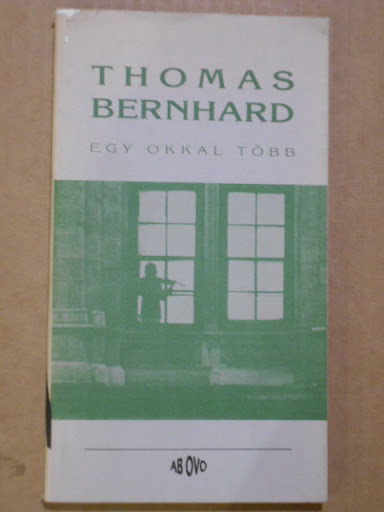 THOMAS
BERNHARD
EGY OKKAL TÖBB
AB OVO